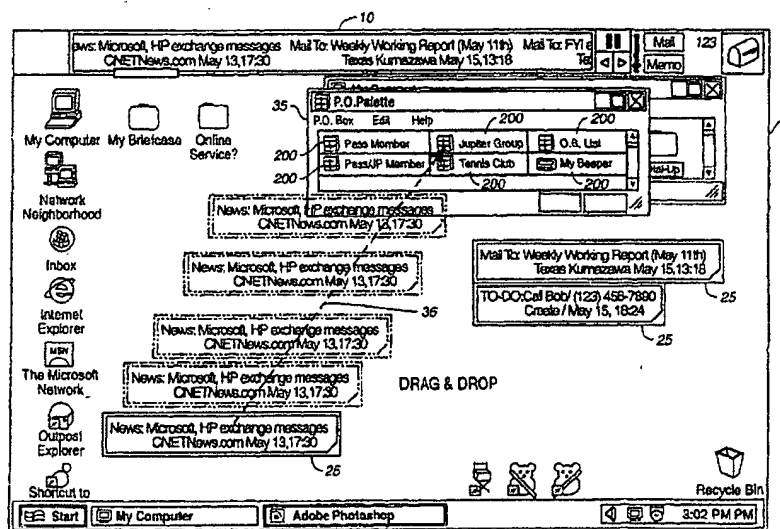 10
ews: Microsoft, HP exchange messages Mail To: Weekly Working Report (May 11th) Mail To: FYI e
CNETNews.com May 13,17:30 Texas Kumazawa May 15,13:18 Te
Mail 123
Memo
35
P.O.Palette
P.O. Box Edit Help
200 200
200 Pass Member Jupiter Group O.G. List
200 Pass/JP Member Tennis Club My Beeper
200 200
My Computer My Briefcase Online
Service?
Network
Neighborhood
Inbox
Internet
Explorer
MSN
The Microsoft
Network
Outpost
Explorer
Shortcut to
News: Microsoft, HP exchange messages
CNETNews.com May 13,17:30
News: Microsoft, HP exchange messages
CNETNews.com May 13,17:30
36
News: Microsoft, HP exchange messages
CNETNews.com May 13,17:30
News: Microsoft, HP exchange messages
CNETNews.com May 13,17:30
News: Microsoft, HP exchange messages
CNETNews.com May 13,17:30
25
Mail To: Weekly Working Report (May 11th)
Texas Kumazawa May 15,13:18
25
TO-DO:Call Bob/ (123) 456-7890
Create / May 15, 18:24
25
DRAG & DROP
Recycle Bin
Start My Computer Adobe Photoshop 3:02 PM PM